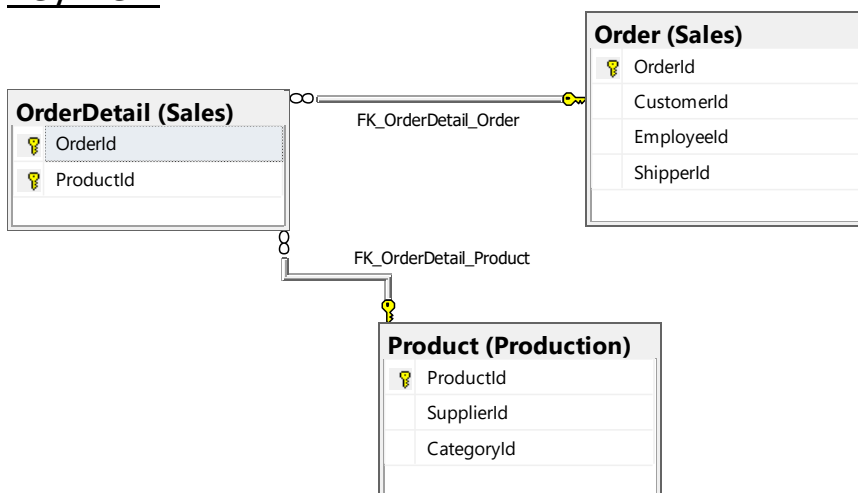 Order (Sales)
OrderId
CustomerId
EmployeeId
ShipperId
FK_OrderDetail_Order
OrderDetail (Sales)
OrderId
ProductId
FK_OrderDetail_Product
Product (Production)
ProductId
SupplierId
CategoryId